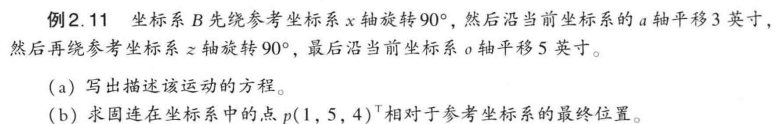 例2.11 坐标系B先绕参考坐标系x轴旋转90°，然后沿当前坐标系的a轴平移3英寸，
然后再绕参考坐标系z轴旋转90°，最后沿当前坐标系o轴平移5英寸。
(a) 写出描述该运动的方程。
(b) 求固连在坐标系中的点p(1, 5, 4)ᵀ相对于参考坐标系的最终位置。